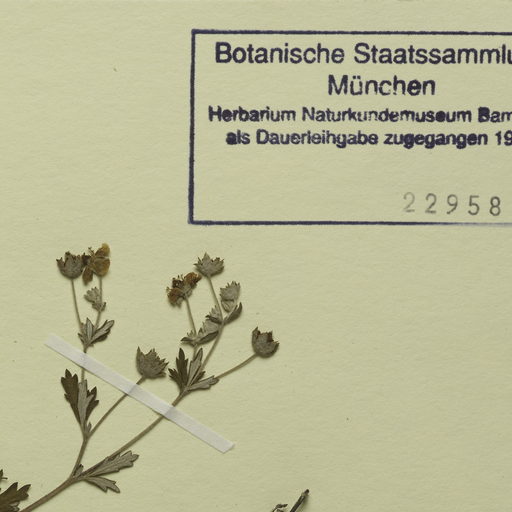 Botanische Staatssammlu
München
Herbarium Naturkundemuseum Bam
als Dauerleihgabe zugegangen 19
22958